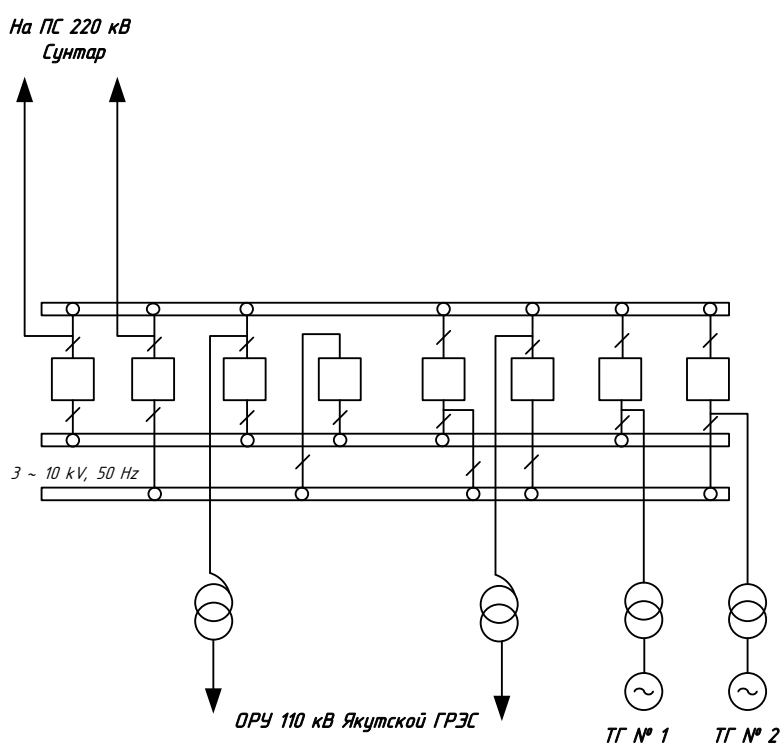 На ПС 220 кВ
Сунтар
3 ~ 10 kV, 50 Hz
ОРУ 110 кВ Якутской ГРЭС
ТГ № 1
ТГ № 2